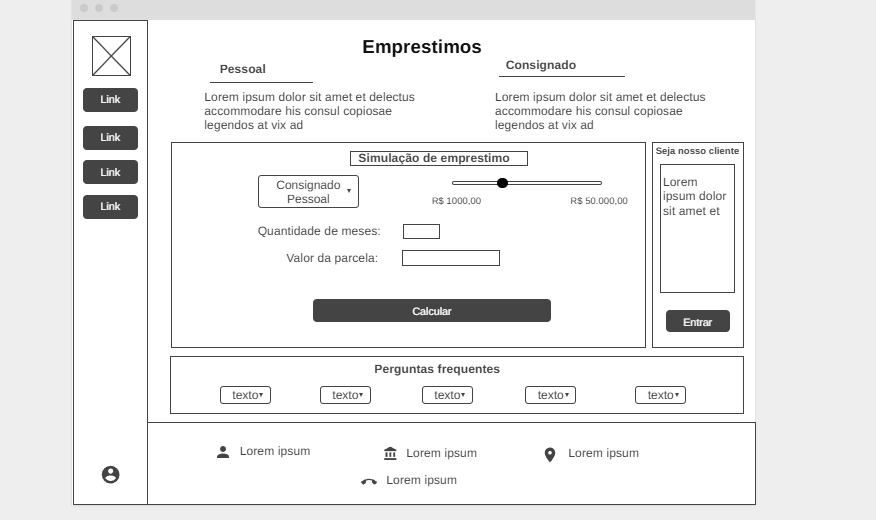 Emprestimos
Pessoal
Consignado
Lorem ipsum dolor sit amet et delectus
accommodare his consul copiosae
legendos at vix ad
Lorem ipsum dolor sit amet et delectus
accommodare his consul copiosae
legendos at vix ad
Link
Link
Link
Link
Simulação de emprestimo
Consignado
Pessoal
R$ 1000,00
R$ 50.000,00
Quantidade de meses:
Valor da parcela:
Calcular
Seja nosso cliente
Lorem
ipsum dolor
sit amet et
Entrar
Perguntas frequentes
texto
texto
texto
texto
texto
Lorem ipsum
Lorem ipsum
Lorem ipsum
Lorem ipsum